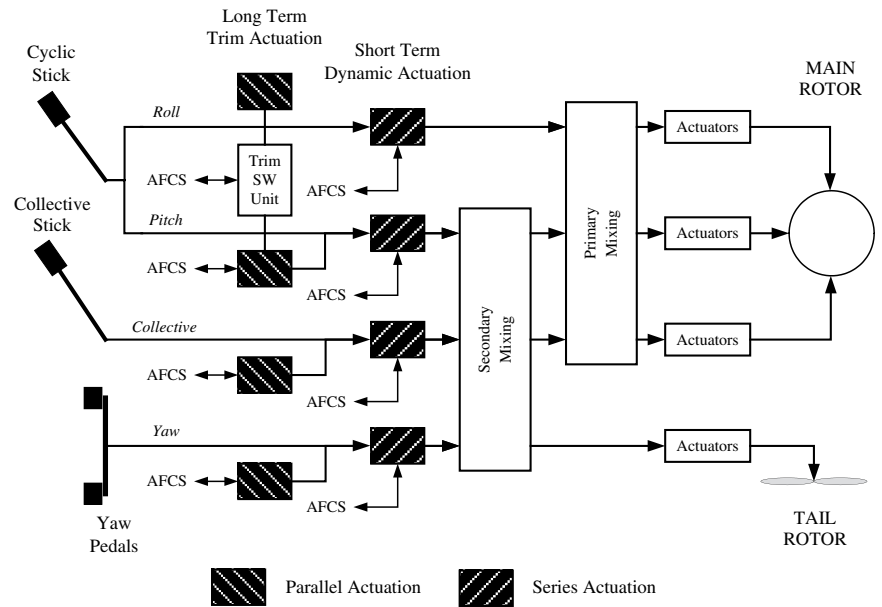 Long Term
Trim Actuation
Short Term
Dynamic Actuation
Cyclic
Stick
MAIN
ROTOR
Roll
Actuators
AFCS
Trim
SW
Unit
AFCS
Collective
Stick
Pitch
Actuators
AFCS
AFCS
Primary
Mixing
Collective
Secondary
Mixing
Actuators
AFCS
AFCS
Yaw
Actuators
AFCS
AFCS
Yaw
Pedals
TAIL
ROTOR
Parallel Actuation
Series Actuation